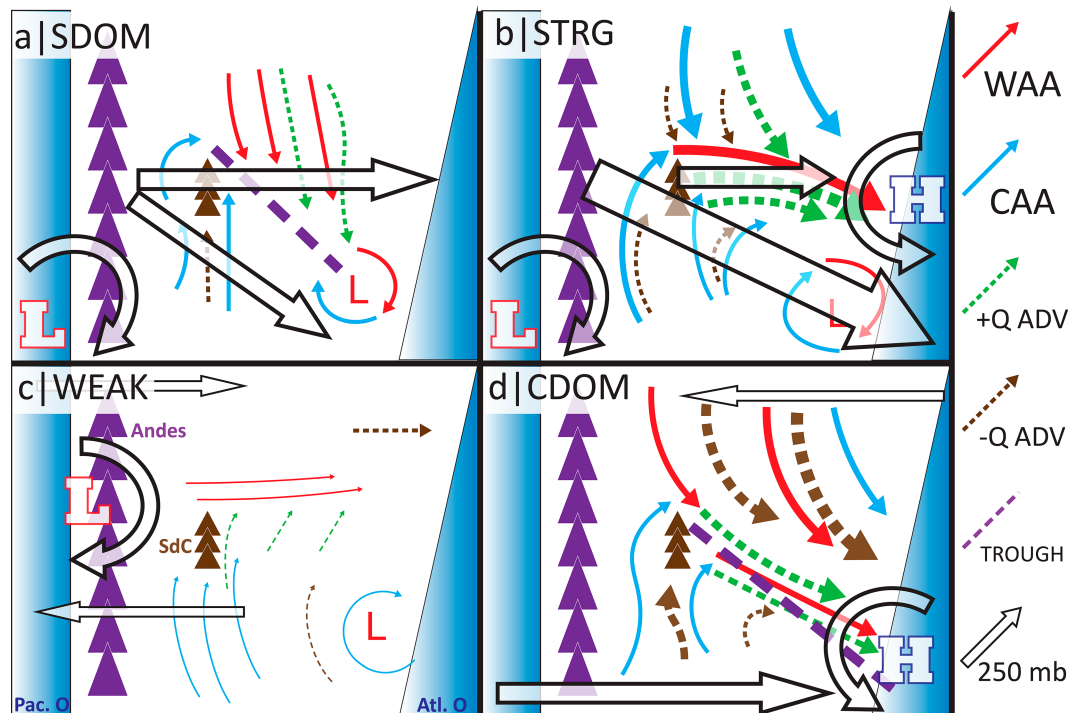 a|SDOM
L
L
b|STRG
H
L
L
c|WEAK
Andes
L
SdC
L
Pac. O
Atl. O
d|CDOM
H
WAA
CAA
+Q ADV
-Q ADV
TROUGH
250 mb